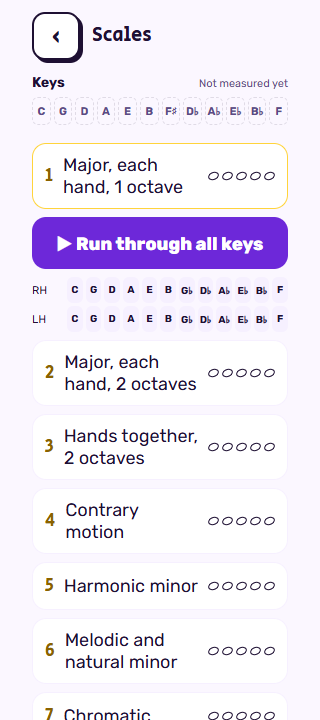 ‹ Scales
Keys Not measured yet
C G D A E B F♯ D♭ A♭ E♭ B♭ F
1 Major, each
hand, 1 octave
▶ Run through all keys
RH C G D A E B G♭ D♭ A♭ E♭ B♭ F
LH C G D A E B G♭ D♭ A♭ E♭ B♭ F
2 Major, each
hand, 2 octaves
3 Hands together,
2 octaves
4 Contrary
motion
5 Harmonic minor
6 Melodic and
natural minor
7 Chromatic